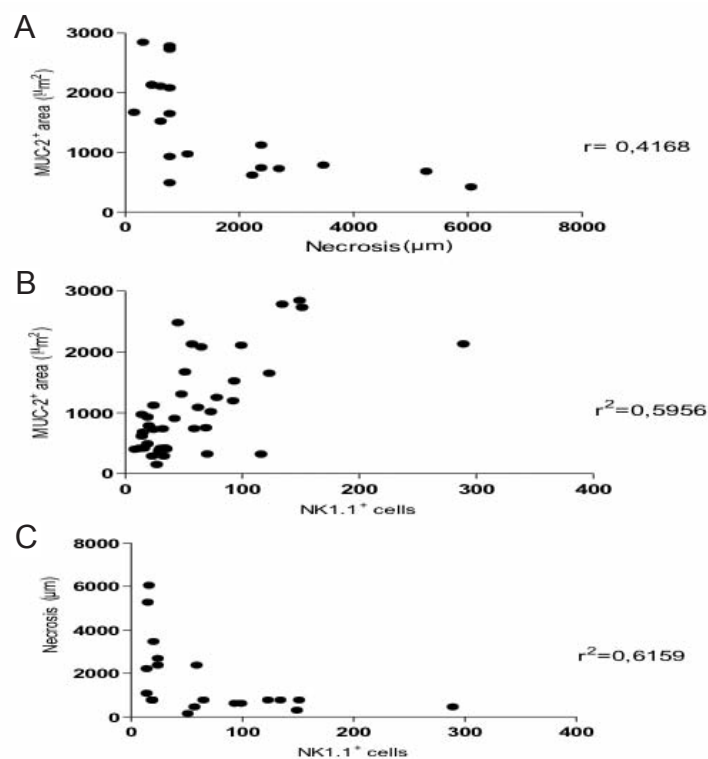 A
MUC-2⁺ area (µm²)
3000
2000
1000
0
0 2000 4000 6000 8000
Necrosis(µm)
r= 0,4168
B
MUC-2⁺ area (µm²)
3000
2000
1000
0
0 100 200 300 400
NK1.1⁺ cells
r²=0,5956
C
Necrosis (µm)
8000
6000
4000
2000
0
0 100 200 300 400
NK1.1⁺ cells
r²=0,6159